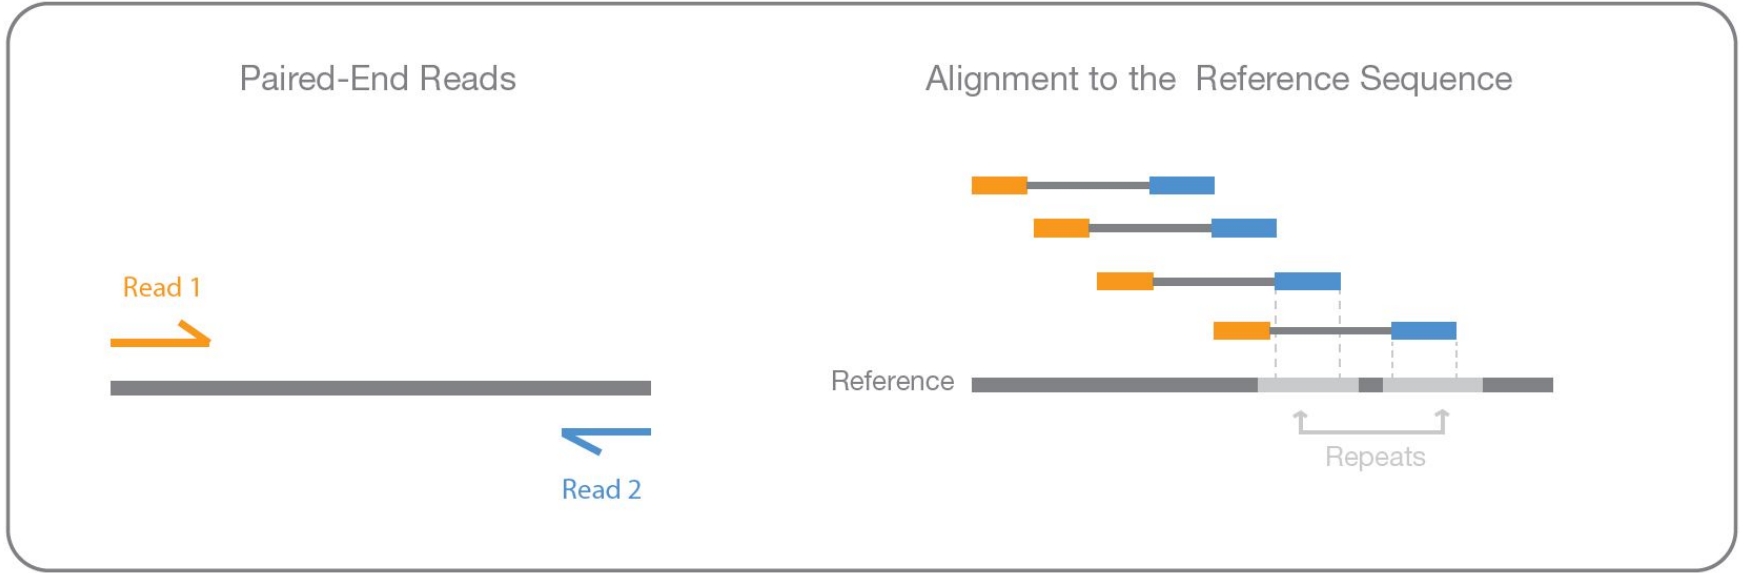 Paired-End Reads
Alignment to the Reference Sequence
Read 1
Reference
Repeats
Read 2